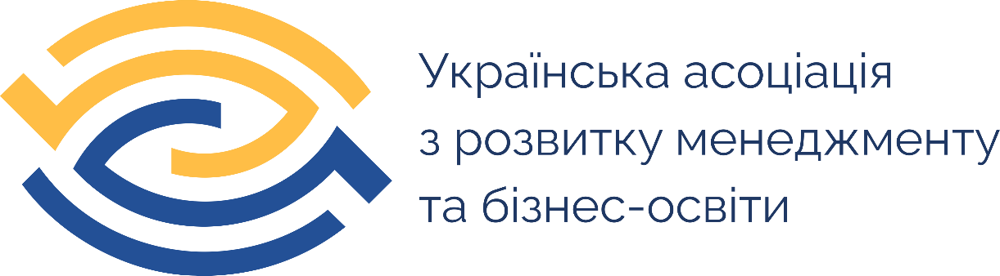 Українська асоціація
з розвитку менеджменту
та бізнес-освіти